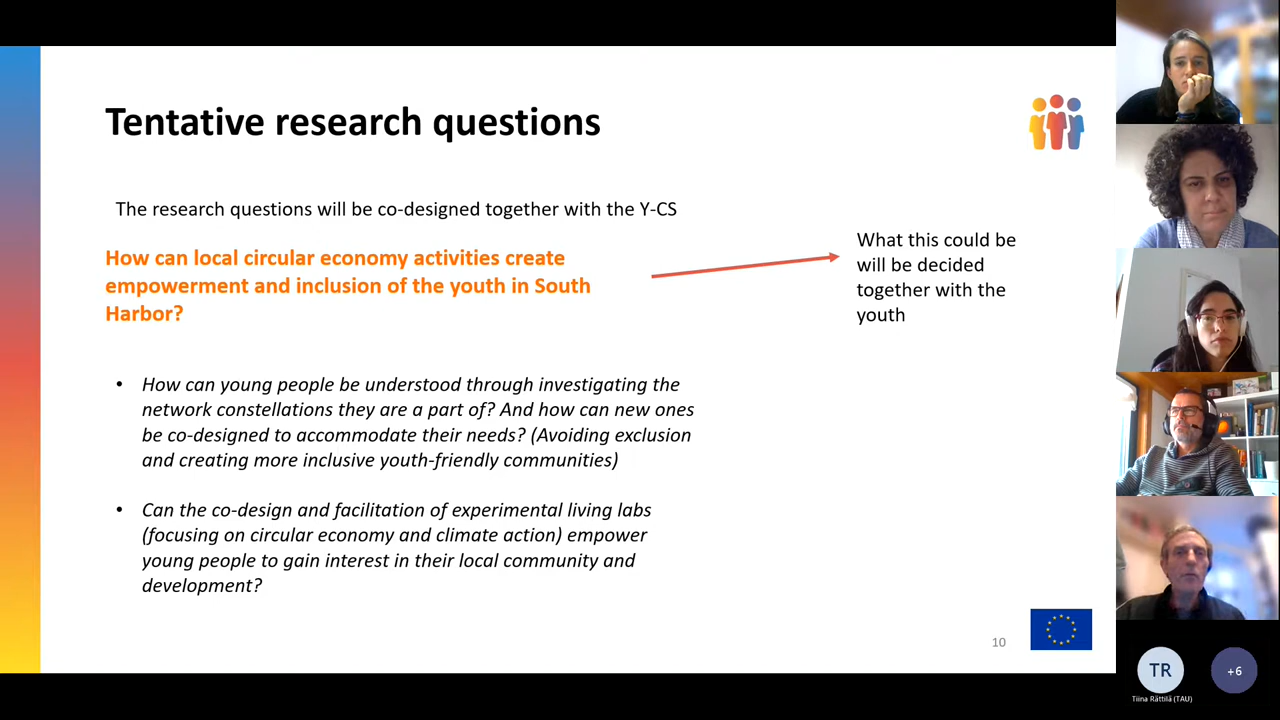 Tentative research questions
The research questions will be co-designed together with the Y-CS
How can local circular economy activities create
empowerment and inclusion of the youth in South
Harbor?
What this could be
will be decided
together with the
youth
• How can young people be understood through investigating the
network constellations they are a part of? And how can new ones
be co-designed to accommodate their needs? (Avoiding exclusion
and creating more inclusive youth-friendly communities)
• Can the co-design and facilitation of experimental living labs
(focusing on circular economy and climate action) empower
young people to gain interest in their local community and
development?
10
TR
+6
Tiina Rättilä (TAU)